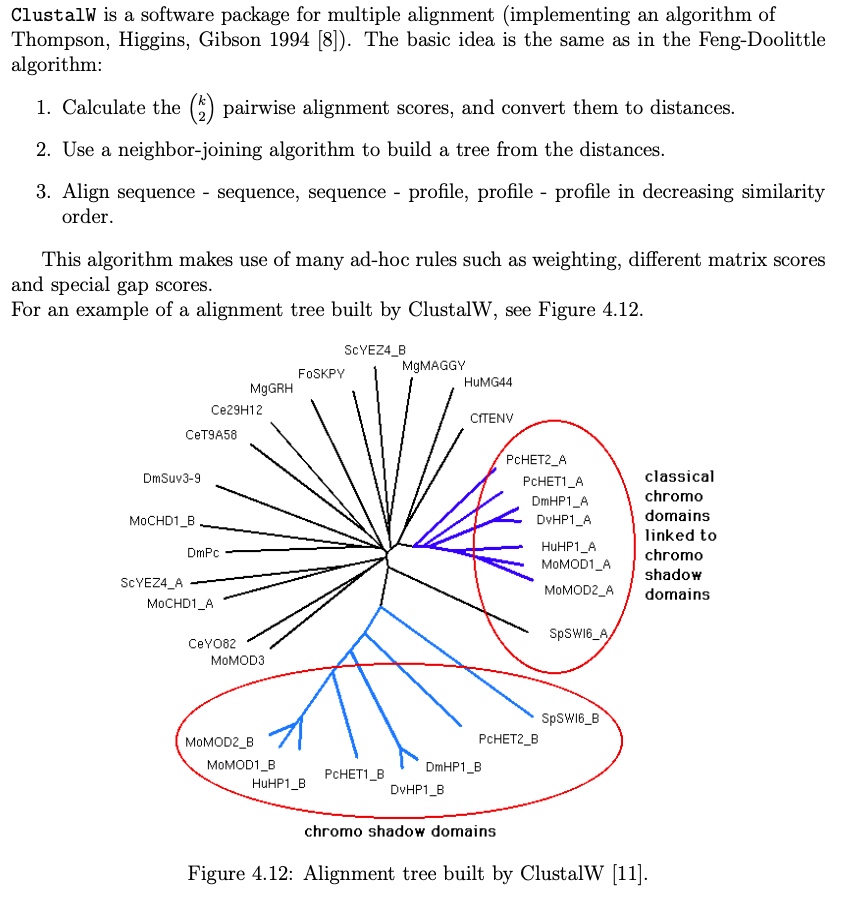 ClustalW is a software package for multiple alignment (implementing an algorithm of
Thompson, Higgins, Gibson 1994 [8]). The basic idea is the same as in the Feng-Doolittle
algorithm:
1. Calculate the (k 2) pairwise alignment scores, and convert them to distances.
2. Use a neighbor-joining algorithm to build a tree from the distances.
3. Align sequence - sequence, sequence - profile, profile - profile in decreasing similarity
order.
This algorithm makes use of many ad-hoc rules such as weighting, different matrix scores
and special gap scores.
For an example of a alignment tree built by ClustalW, see Figure 4.12.
ScYEZ4_B
MgMAGGY
FoSKPY
HuMG44
MgGRH
Ce29H12
CfTENV
CeT9A58
PcHET2_A
DmSuv3-9
PcHET1_A
DmHP1_A
DvHP1_A
MoCHD1_B
HuHP1_A
DmPc
MoMOD1_A
ScYEZ4_A
MoMOD2_A
MoCHD1_A
SpSWI6_A
CeYO82
MoMOD3
classical
chromo
domains
linked to
chromo
shadow
domains
SpSWI6_B
PcHET2_B
MoMOD2_B
MoMOD1_B
DmHP1_B
PcHET1_B
HuHP1_B
DvHP1_B
chromo shadow domains
Figure 4.12: Alignment tree built by ClustalW [11].